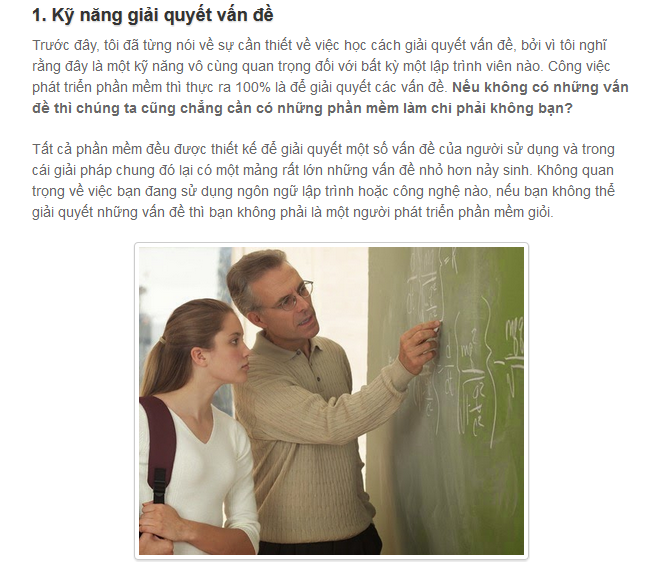 1. Kỹ năng giải quyết vấn đề
Trước đây, tôi đã từng nói về sự cần thiết về việc học cách giải quyết vấn đề, bởi vì tôi nghĩ
rằng đây là một kỹ năng vô cùng quan trọng đối với bất kỳ một lập trình viên nào. Công việc
phát triển phần mềm thì thực ra 100% là để giải quyết các vấn đề. Nếu không có những vấn
đề thì chúng ta cũng chẳng cần có những phần mềm làm chi phải không bạn?
Tất cả phần mềm đều được thiết kế để giải quyết một số vấn đề của người sử dụng và trong
cái giải pháp chung đó lại có một mảng rất lớn những vấn đề nhỏ hơn nảy sinh. Không quan
trọng về việc bạn đang sử dụng ngôn ngữ lập trình hoặc công nghệ nào, nếu bạn không thể
giải quyết những vấn đề thì bạn không phải là một người phát triển phần mềm giỏi.